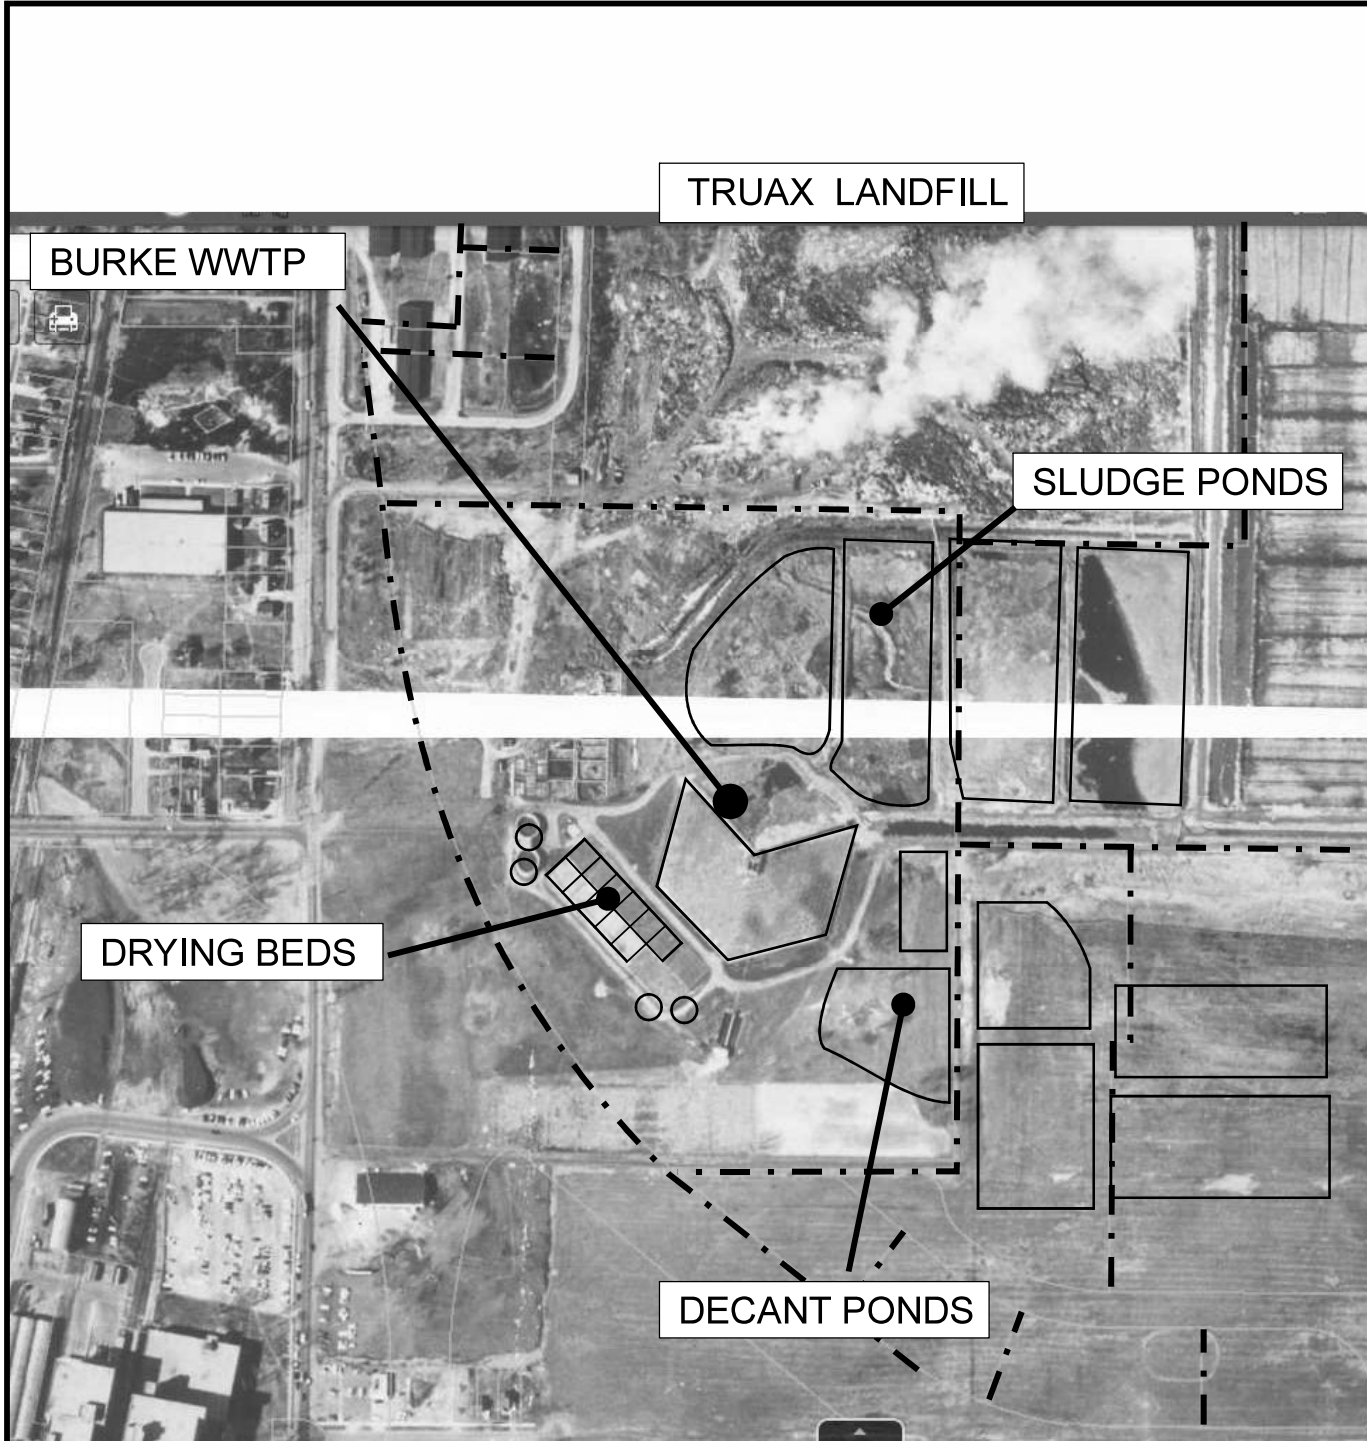 TRUAX LANDFILL
BURKE WWTP
SLUDGE PONDS
DRYING BEDS
DECANT PONDS